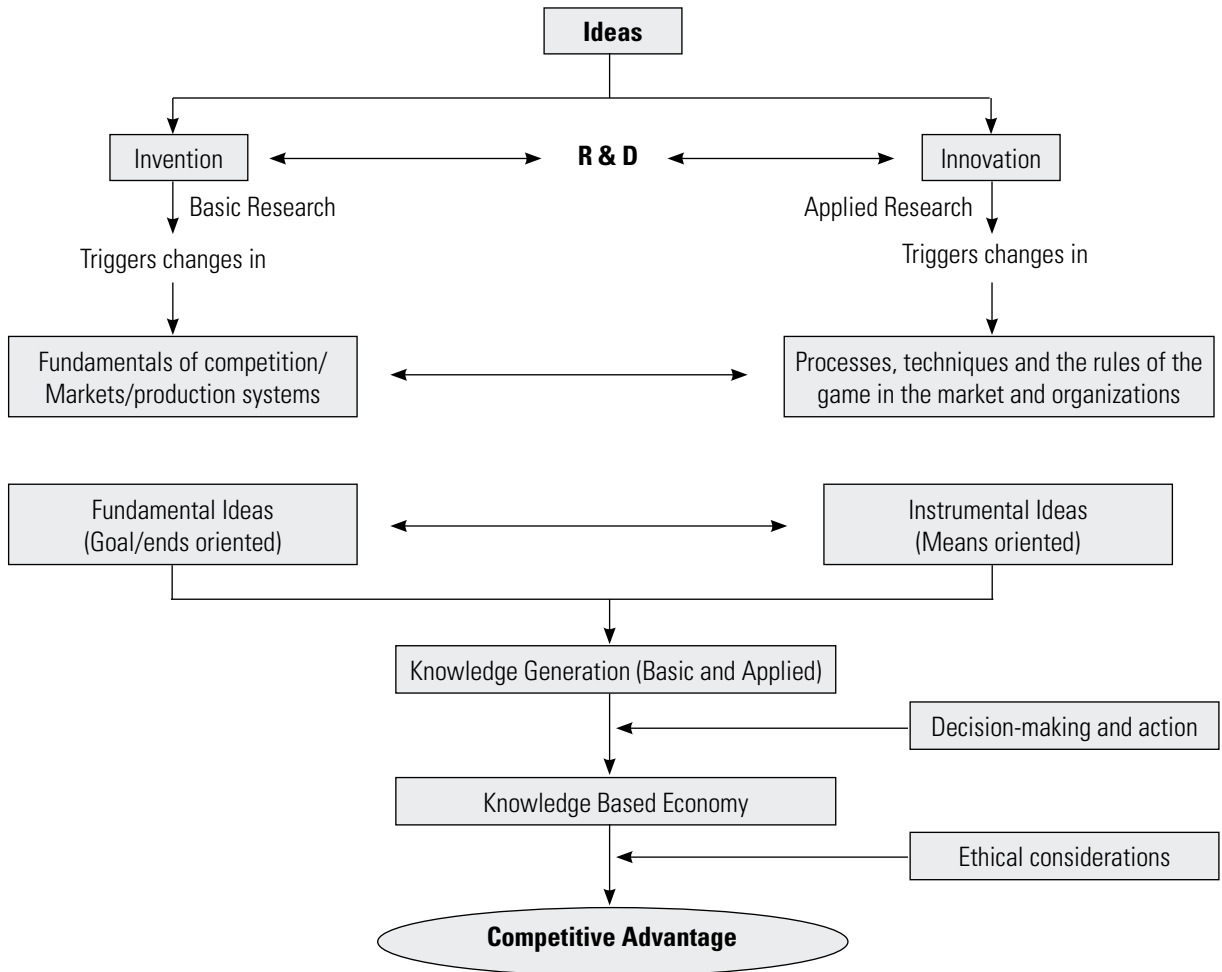 Ideas
Invention
R & D
Innovation
Basic Research
Applied Research
Triggers changes in
Triggers changes in
Fundamentals of competition/
Markets/production systems
Processes, techniques and the rules of the
game in the market and organizations
Fundamental Ideas
(Goal/ends oriented)
Instrumental Ideas
(Means oriented)
Knowledge Generation (Basic and Applied)
Decision-making and action
Knowledge Based Economy
Ethical considerations
Competitive Advantage